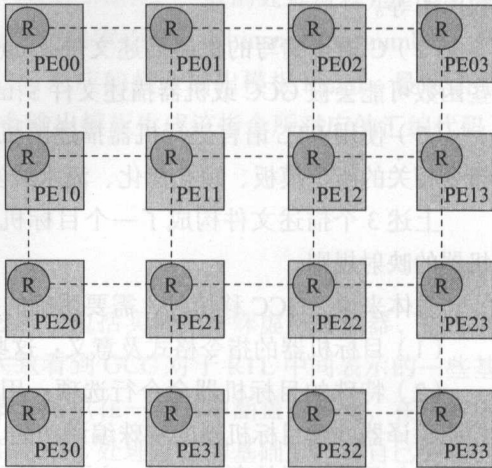 R R R R
PE00 PE01 PE02 PE03
R R R R
PE10 PE11 PE12 PE13
R R R R
PE20 PE21 PE22 PE23
R R R R
PE30 PE31 PE32 PE33